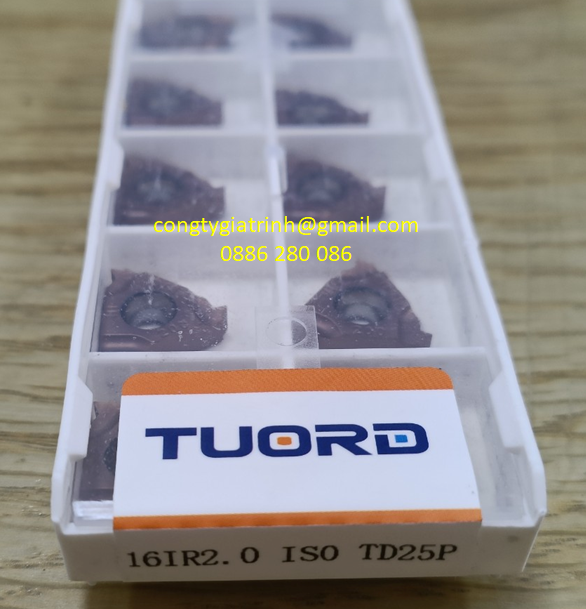 congtygiatrinh@gmail.com
0886 280 086
TUORD
16IR2.0 ISO TD25P